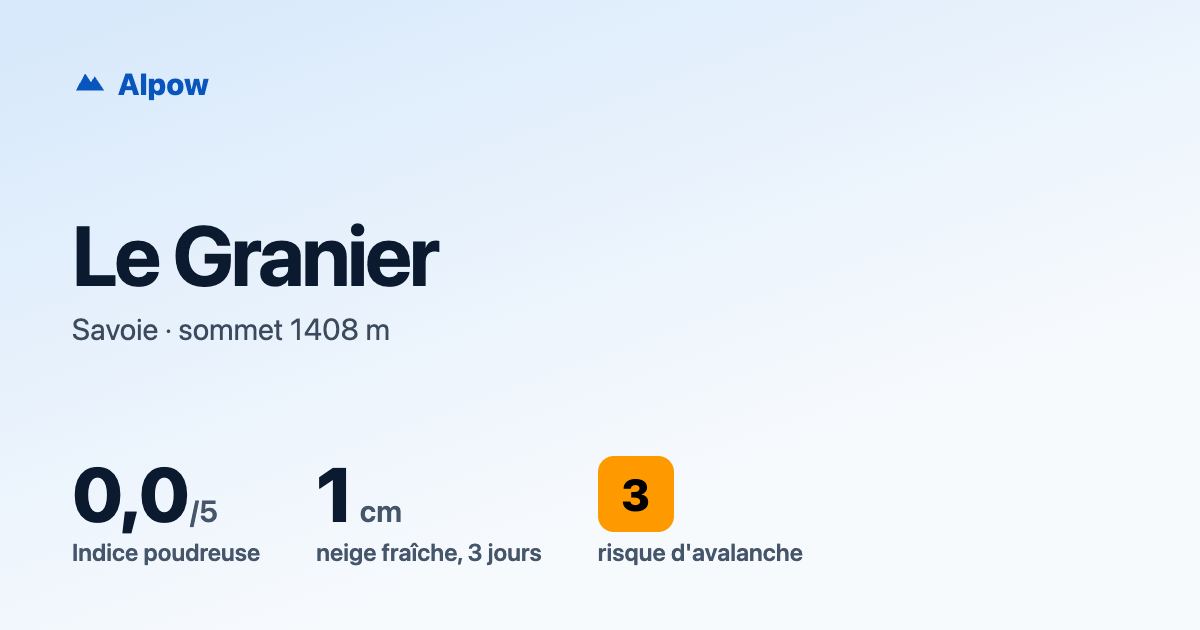 Alpow
Le Granier
Savoie · sommet 1408 m
0,0/5
Indice poudreuse
1 cm
neige fraîche, 3 jours
3
risque d'avalanche